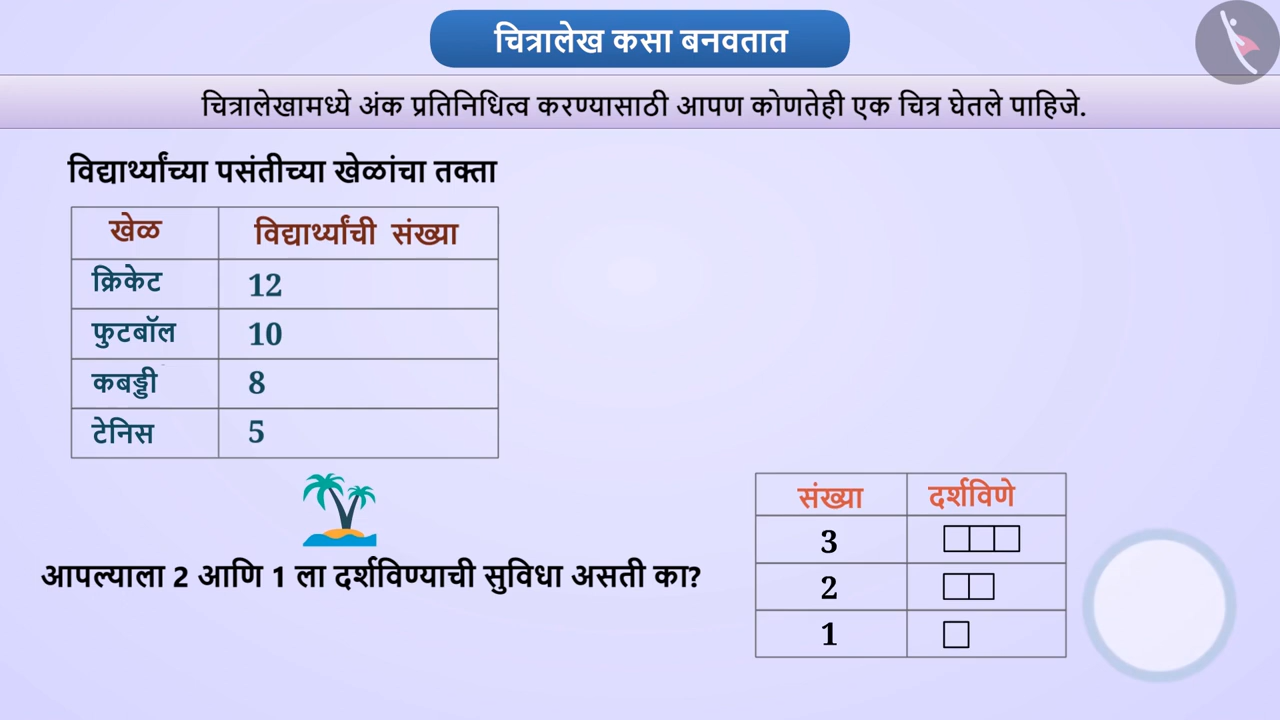 चित्रालेख कसा बनवतात
चित्रालेखामध्ये अंक प्रतिनिधित्व करण्यासाठी आपण कोणतेही एक चित्र घेतले पाहिजे.
विद्यार्थ्यांच्या पसंतीच्या खेळांचा तक्ता
खेळ विद्यार्थ्यांची संख्या
क्रिकेट 12
फुटबॉल 10
कबड्डी 8
टेनिस 5
आपल्याला 2 आणि 1 ला दर्शविण्याची सुविधा असती का?
संख्या दर्शविणे
3
2
1